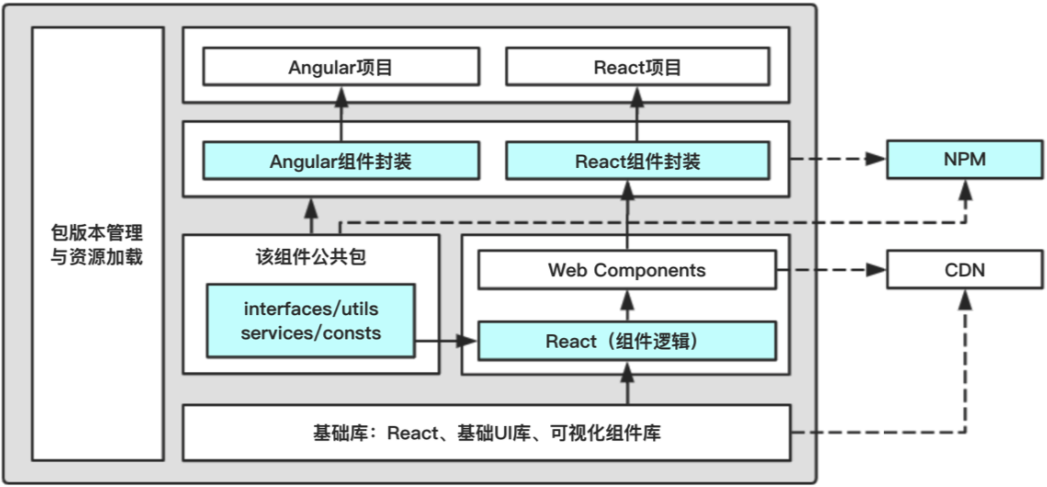 Angular项目
React项目
Angular组件封装
React组件封装
NPM
包版本管理
与资源加载
该组件公共包
interfaces/utils
services/consts
Web Components
CDN
React（组件逻辑）
基础库：React、基础UI库、可视化组件库